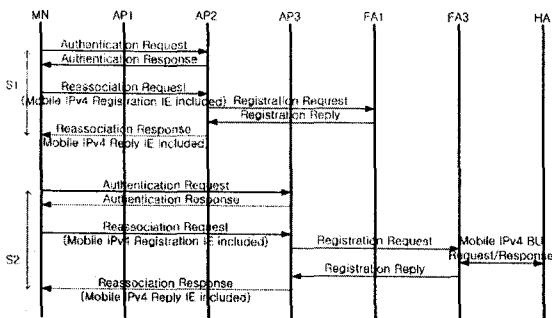 MN AP1 AP2 AP3 FA1 FA3 HA
Authentication Request
Authentication Response
S1
Reassociation Request
(Mobile IPv4 Registration IE included)
Registration Request
Registration Reply
Reassociation Response
(Mobile IPv4 Reply IE Included)
Authentication Request
Authentication Response
S2
Reassociation Request
(Mobile IPv4 Registration IE included)
Registration Request
Mobile IPv4 BU
Request/Response
Registration Reply
Reassociation Response
(Mobile IPv4 Reply IE included)